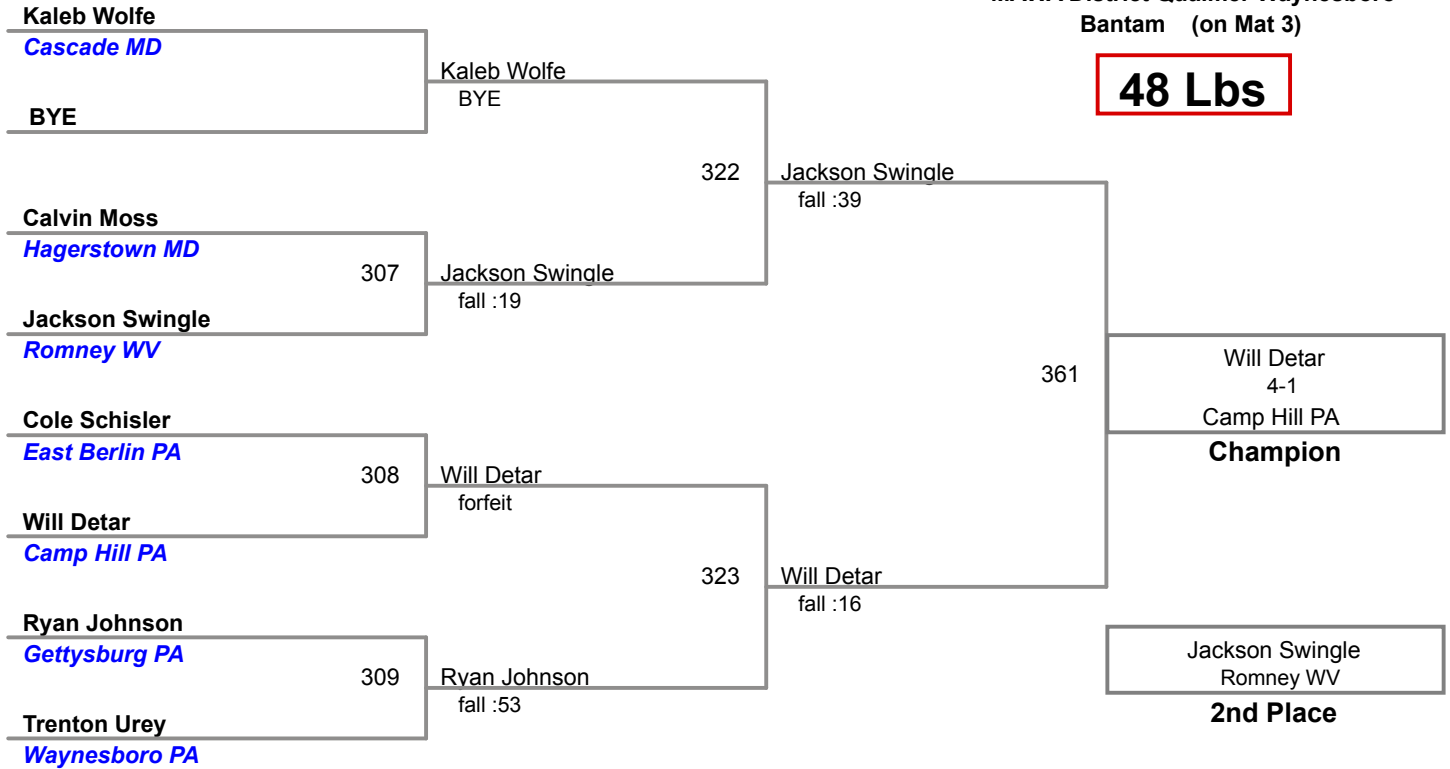 Kaleb Wolfe
Cascade MD
BYE
Kaleb Wolfe
BYE
Bantam (on Mat 3)
48 Lbs
322
Jackson Swingle
fall :39
Calvin Moss
Hagerstown MD
307
Jackson Swingle
fall :19
Jackson Swingle
Romney WV
361
Will Detar
4-1
Camp Hill PA
Champion
Cole Schisler
East Berlin PA
308
Will Detar
forfeit
Will Detar
Camp Hill PA
323
Will Detar
fall :16
Ryan Johnson
Gettysburg PA
309
Ryan Johnson
fall :53
Trenton Urey
Waynesboro PA
Jackson Swingle
Romney WV
2nd Place